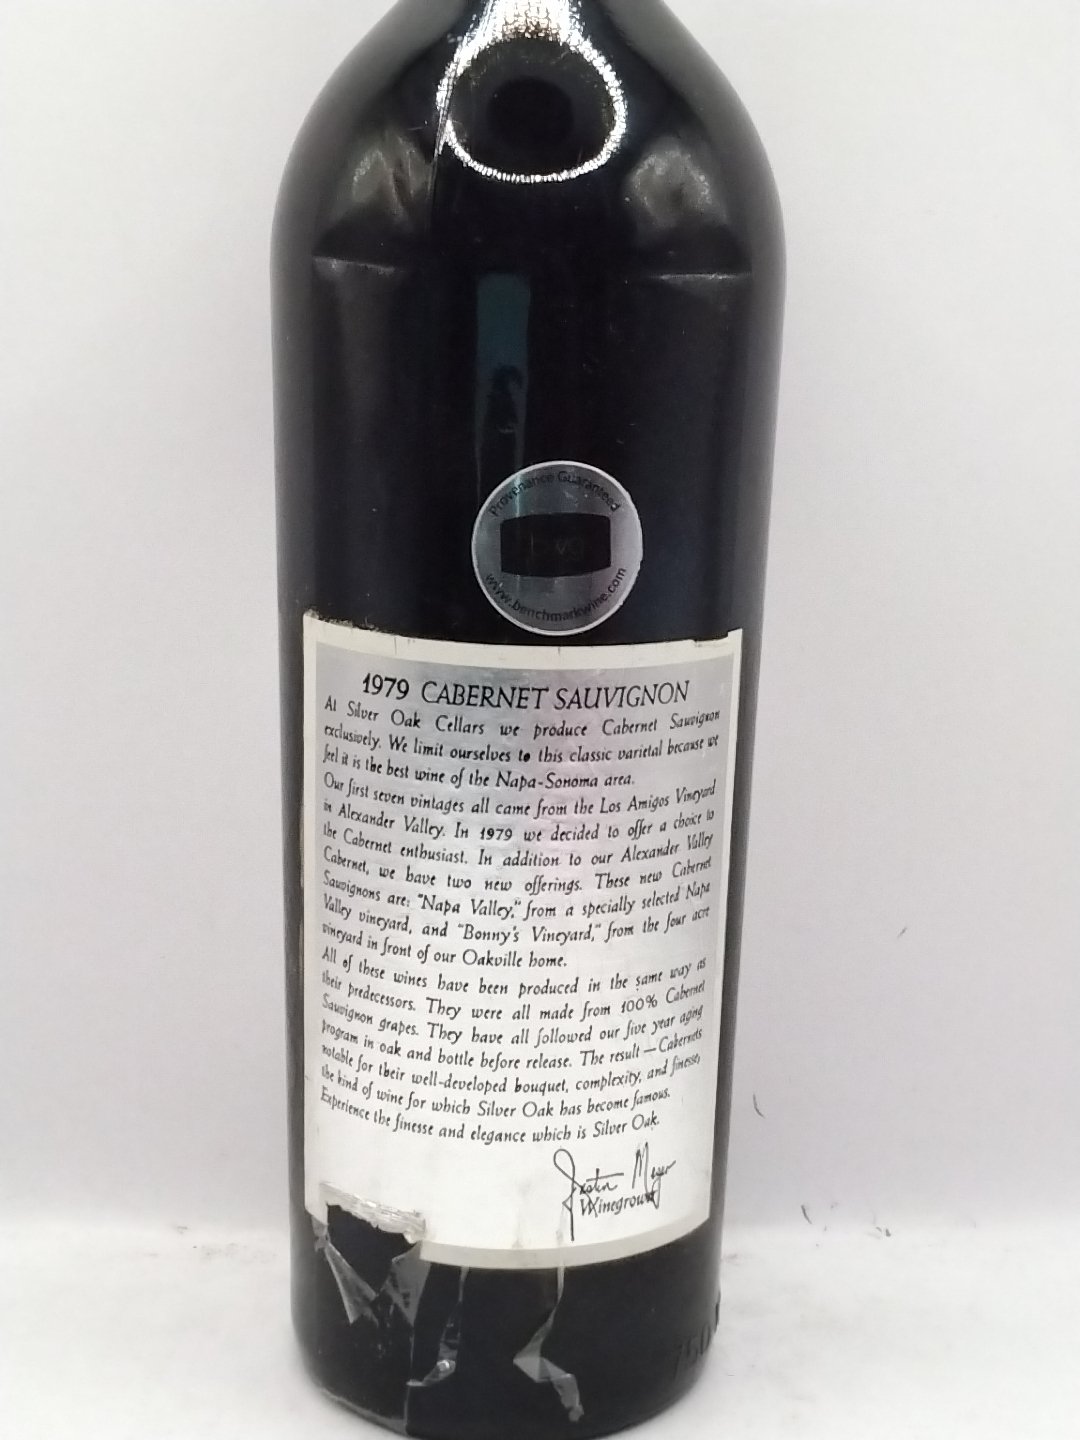 Provenance Guaranteed
bwg
www.benchmarkwine.com
1979 CABERNET SAUVIGNON
At Silver Oak Cellars we produce Cabernet Sauvignon
exclusively. We limit ourselves to this classic varietal because we
feel it is the best wine of the Napa-Sonoma area.
Our first seven vintages all came from the Los Amigos Vineyard
in Alexander Valley. In 1979 we decided to offer a choice to
the Cabernet enthusiast. In addition to our Alexander Valley
Cabernet, we have two new offerings. These new Cabernet
Sauvignons are: "Napa Valley," from a specially selected Napa
Valley vineyard, and "Bonny's Vineyard," from the four acre
vineyard in front of our Oakville home.
All of these wines have been produced in the same way as
their predecessors. They were all made from 100% Cabernet
Sauvignon grapes. They have all followed our five year aging
program in oak and bottle before release. The result—Cabernets
notable for their well-developed bouquet, complexity, and finesse,
the kind of wine for which Silver Oak has become famous.
Experience the finesse and elegance which is Silver Oak.
Justin Meyer
Winegrower
750